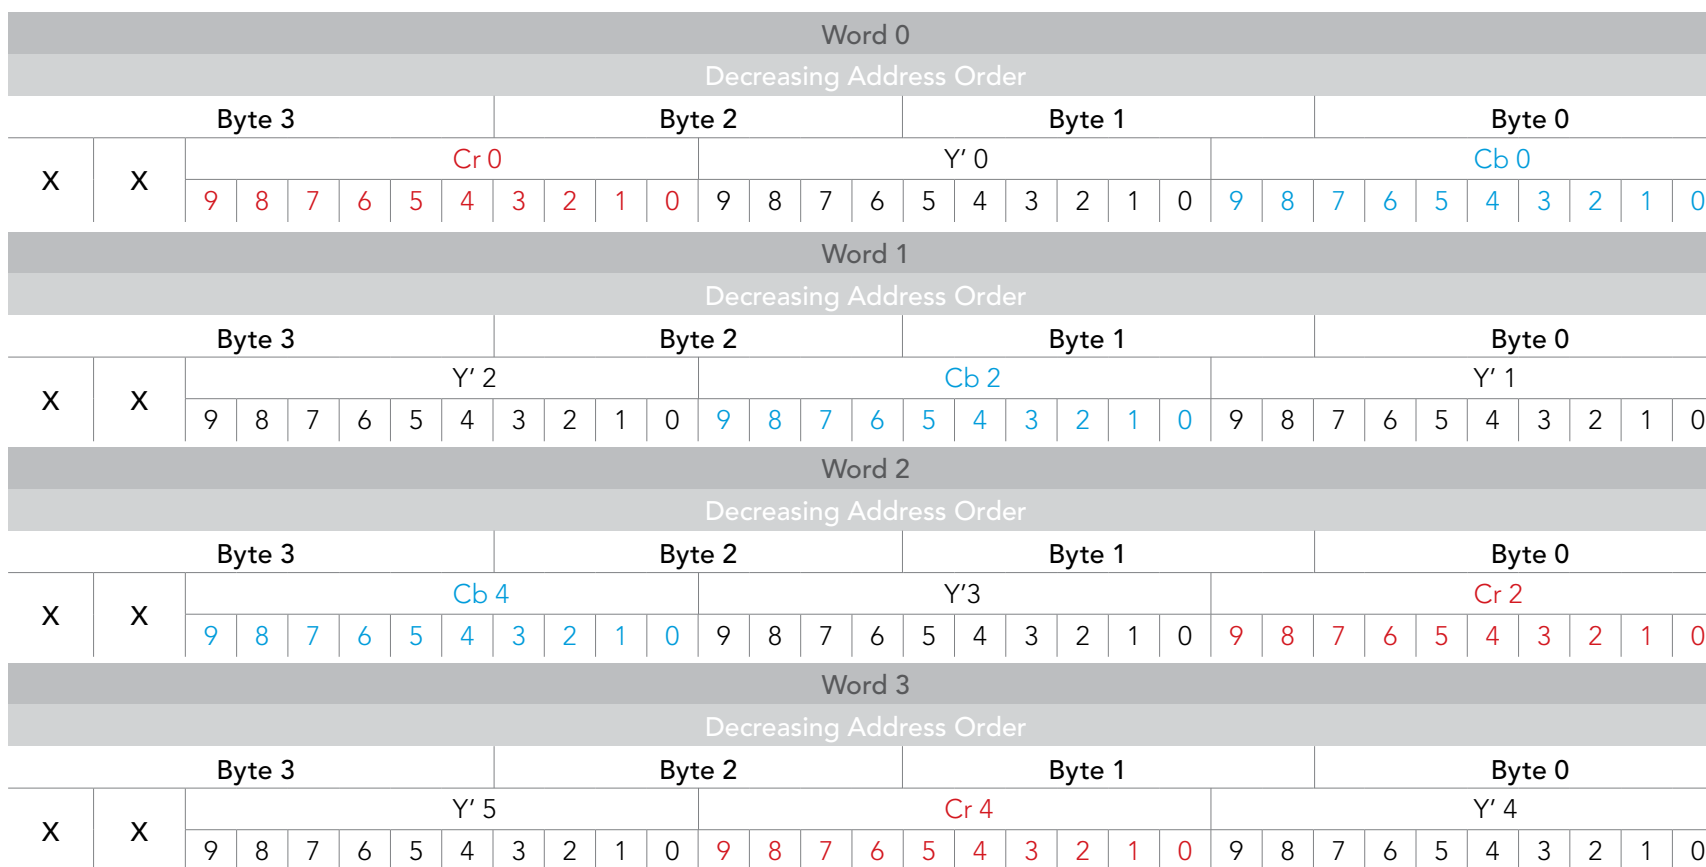 Word 0
Decreasing Address Order
Byte 3 Byte 2 Byte 1 Byte 0
x x Cr 0 Y' 0 Cb 0
9 8 7 6 5 4 3 2 1 0 9 8 7 6 5 4 3 2 1 0 9 8 7 6 5 4 3 2 1 0
Word 1
Decreasing Address Order
Byte 3 Byte 2 Byte 1 Byte 0
x x Y' 2 Cb 2 Y' 1
9 8 7 6 5 4 3 2 1 0 9 8 7 6 5 4 3 2 1 0 9 8 7 6 5 4 3 2 1 0
Word 2
Decreasing Address Order
Byte 3 Byte 2 Byte 1 Byte 0
x x Cb 4 Y'3 Cr 2
9 8 7 6 5 4 3 2 1 0 9 8 7 6 5 4 3 2 1 0 9 8 7 6 5 4 3 2 1 0
Word 3
Decreasing Address Order
Byte 3 Byte 2 Byte 1 Byte 0
x x Y' 5 Cr 4 Y' 4
9 8 7 6 5 4 3 2 1 0 9 8 7 6 5 4 3 2 1 0 9 8 7 6 5 4 3 2 1 0